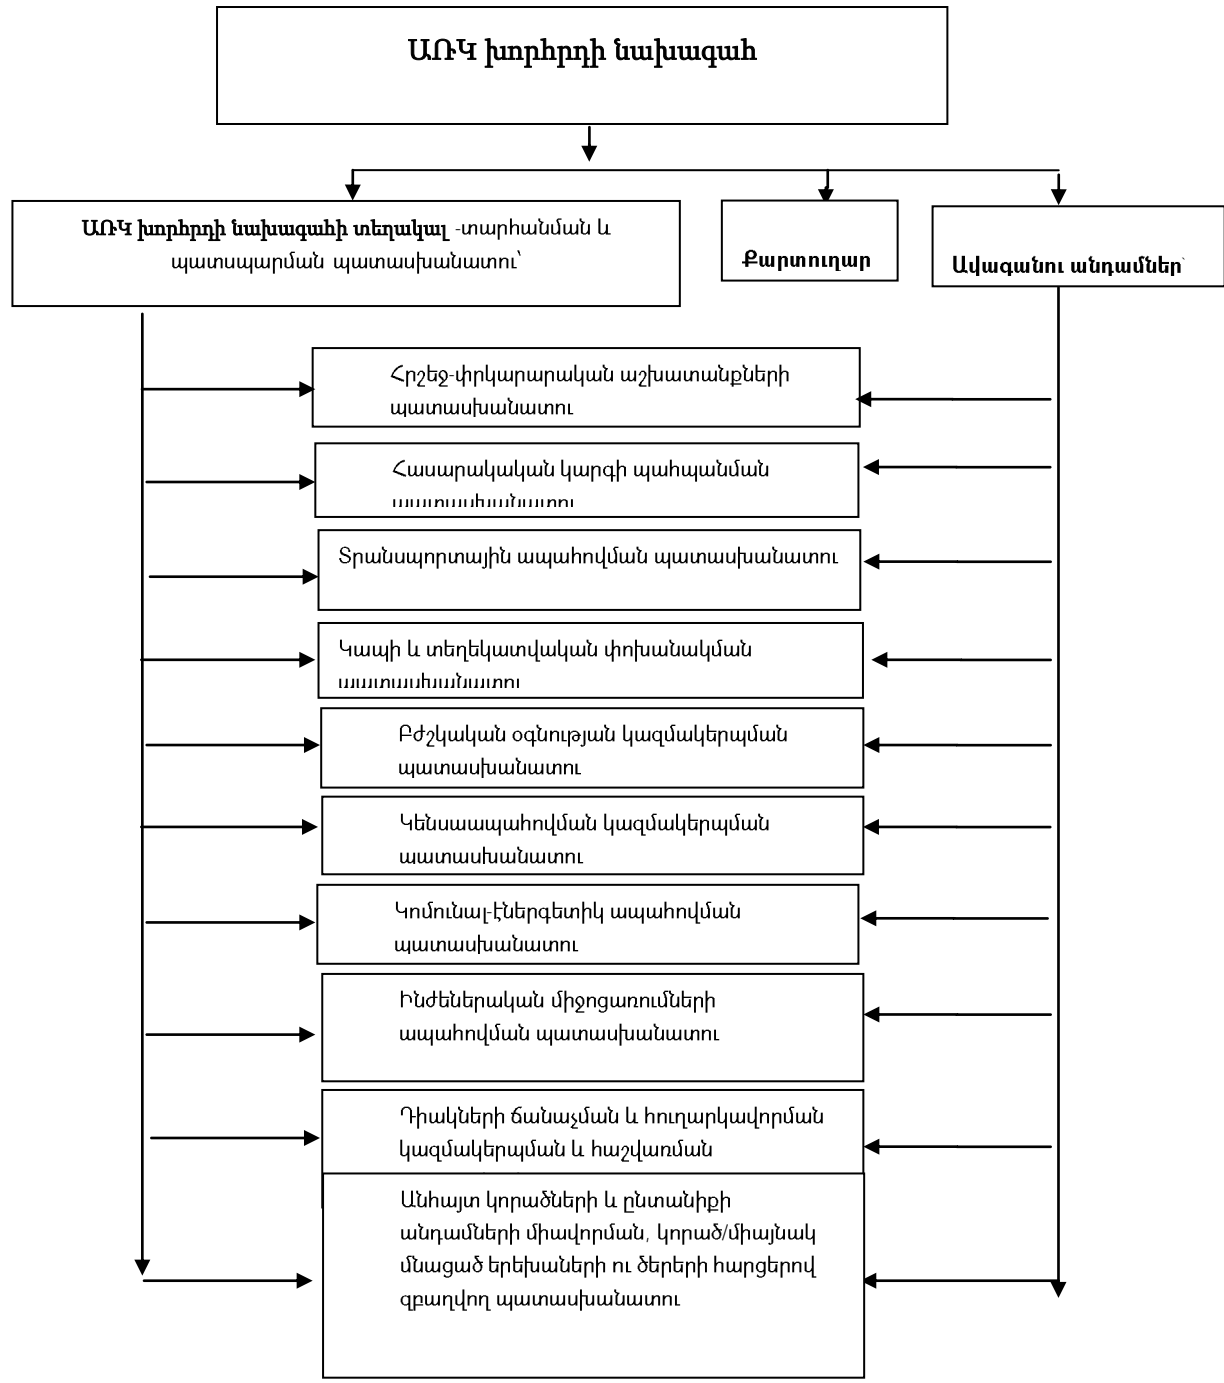 ԱՌԿ խորհրդի նախագահ
ԱՌԿ խորհրդի նախագահի տեղակալ -տարհանման և
պատսպարման պատասխանատու՝
Քարտուղար
Ավագանու անդամներ`
Հրշեջ-փրկարարական աշխատանքների
պատասխանատու
Հասարակական կարգի պահպանման
պատասխանատու
Տրանսպորտային ապահովման պատասխանատու
Կապի և տեղեկատվական փոխանակման
պատասխանատու
Բժշկական օգնության կազմակերպման
պատասխանատու
Կենսաապահովման կազմակերպման
պատասխանատու
Կոմունալ-էներգետիկ ապահովման
պատասխանատու
Ինժեներական միջոցառումների
ապահովման պատասխանատու
Դիակների ճանաչման և հուղարկավորման
կազմակերպման և հաշվառման
Անհայտ կորածների և ընտանիքի
անդամների միավորման, կորած/միայնակ
մնացած երեխաների ու ծերերի հարցերով
զբաղվող պատասխանատու